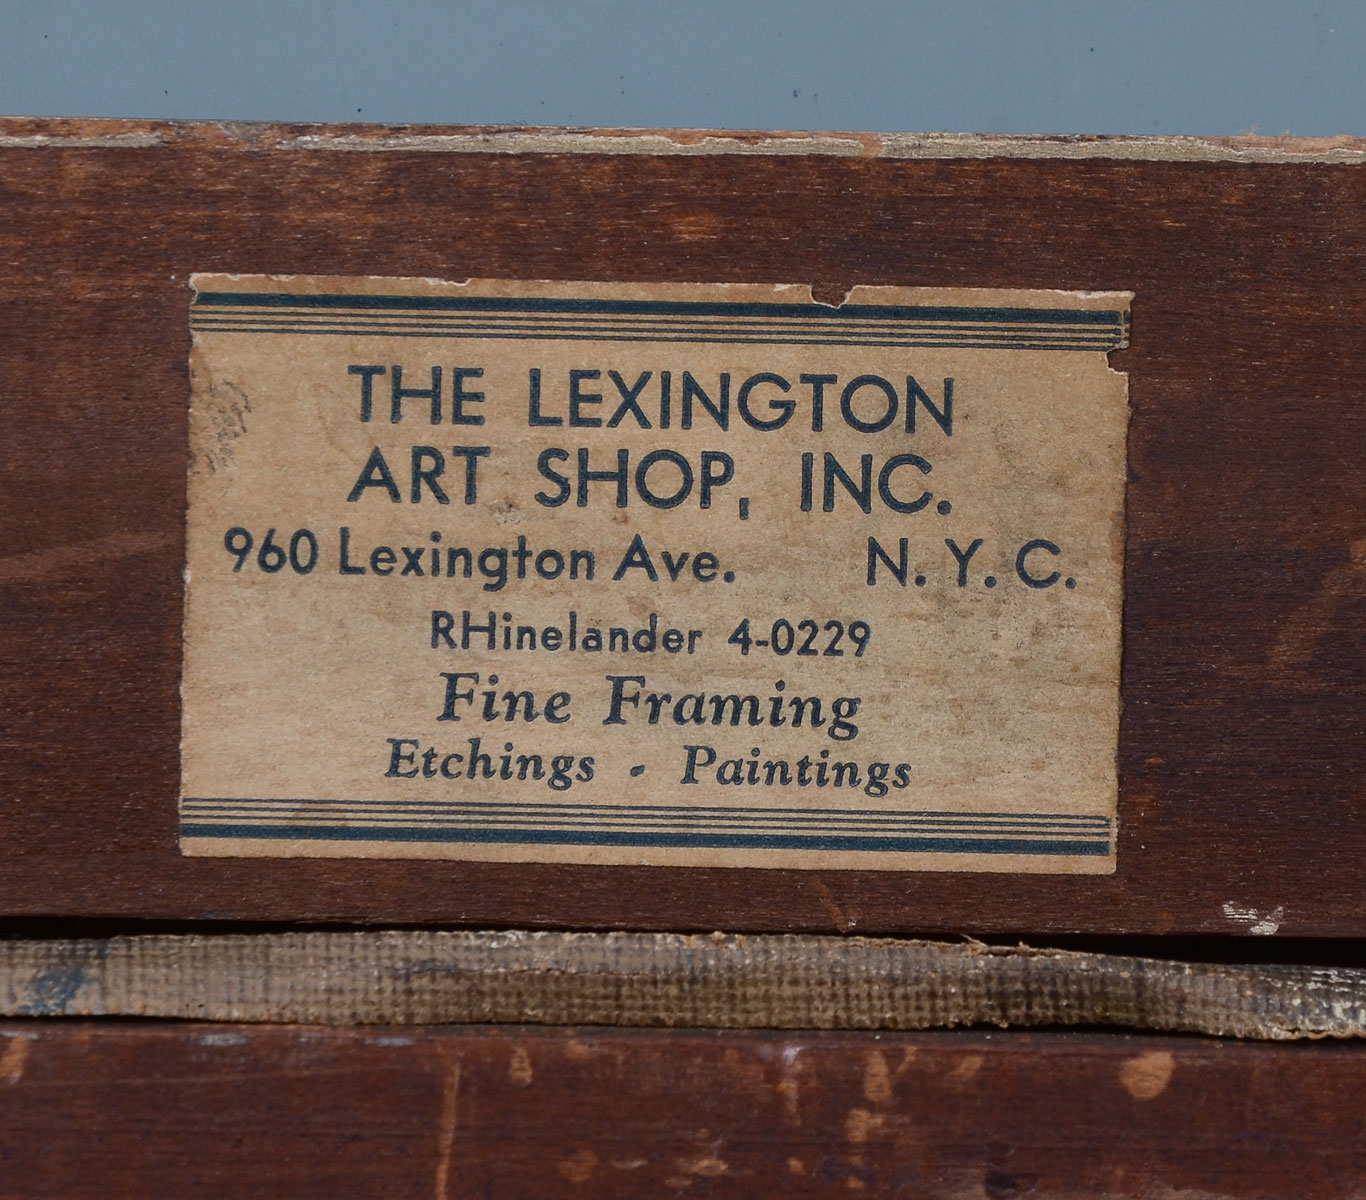 THE LEXINGTON
ART SHOP, INC.
960 Lexington Ave. N. Y. C.
RHinelander 4-0229
Fine Framing
Etchings - Paintings